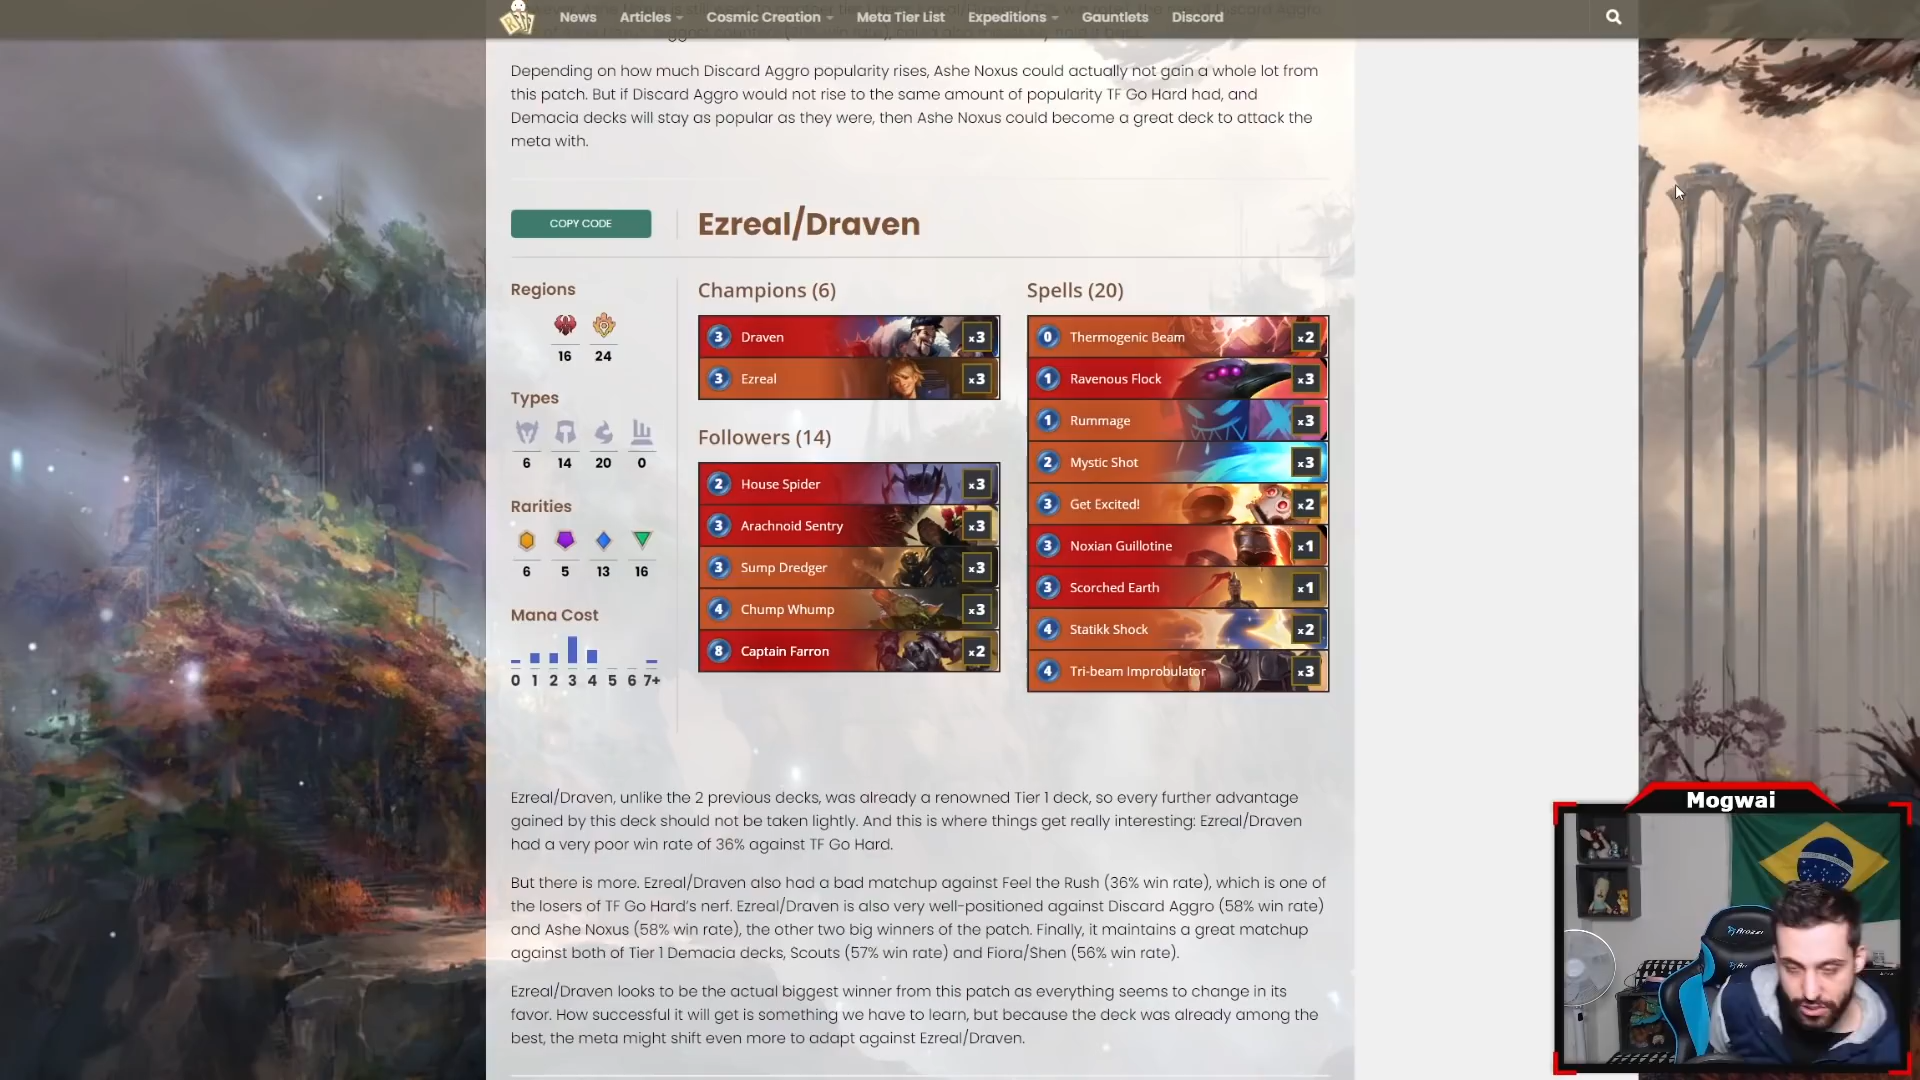 News Articles Cosmic Creation Meta Tier List Expeditions Gauntlets Discord
Depending on how much Discard Aggro popularity rises, Ashe Noxus could actually not gain a whole lot from
this patch. But if Discard Aggro would not rise to the same amount of popularity TF Go Hard had, and
Demacia decks will stay as popular as they were, then Ashe Noxus could become a great deck to attack the
meta with.
COPY CODE
Ezreal/Draven
Regions
16 24
Types
6 14 20 0
Rarities
6 5 13 16
Mana Cost
0 1 2 3 4 5 6 7+
Champions (6)
3 Draven x3
3 Ezreal x3
Followers (14)
2 House Spider x3
3 Arachnoid Sentry x3
3 Sump Dredger x3
4 Chump Whump x3
8 Captain Farron x2
Spells (20)
0 Thermogenic Beam x2
1 Ravenous Flock x3
1 Rummage x3
2 Mystic Shot x3
3 Get Excited! x2
3 Noxian Guillotine x1
3 Scorched Earth x1
4 Statikk Shock x2
4 Tri-beam Improbulator x3
Ezreal/Draven, unlike the 2 previous decks, was already a renowned Tier 1 deck, so every further advantage
gained by this deck should not be taken lightly. And this is where things get really interesting: Ezreal/Draven
had a very poor win rate of 36% against TF Go Hard.
But there is more. Ezreal/Draven also had a bad matchup against Feel the Rush (36% win rate), which is one of
the losers of TF Go Hard's nerf. Ezreal/Draven is also very well-positioned against Discard Aggro (58% win rate)
and Ashe Noxus (58% win rate), the other two big winners of the patch. Finally, it maintains a great matchup
against both of Tier 1 Demacia decks, Scouts (57% win rate) and Fiora/Shen (56% win rate).
Ezreal/Draven looks to be the actual biggest winner from this patch as everything seems to change in its
favor. How successful it will get is something we have to learn, but because the deck was already among the
best, the meta might shift even more to adapt against Ezreal/Draven.
Mogwai